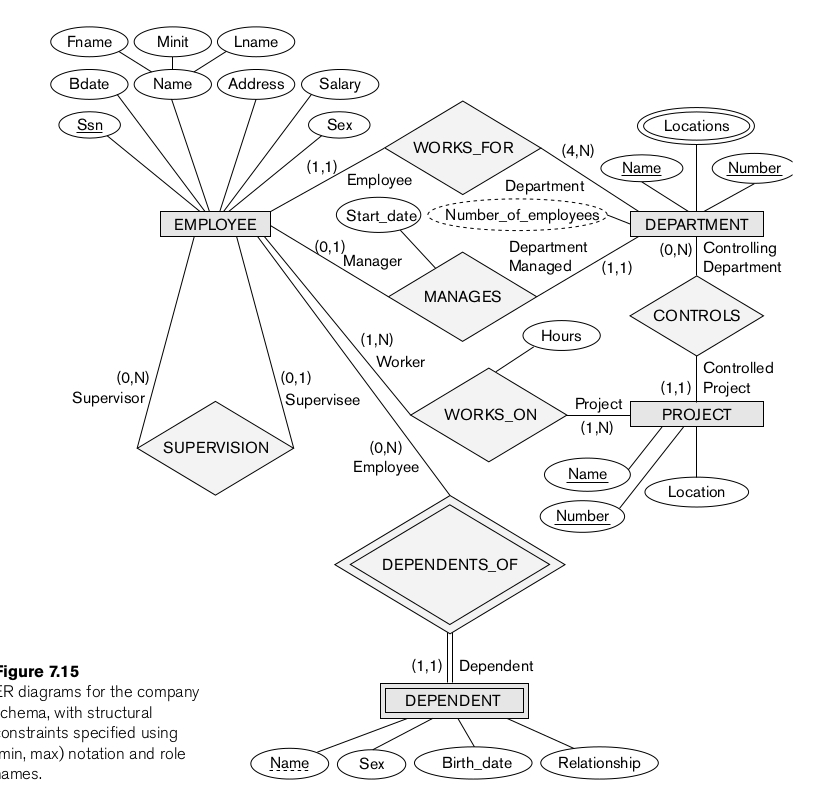 Fname Minit Lname
Bdate Name Address Salary
Ssn Sex
WORKS_FOR
Locations
(1,1) (4,N)
Name Number
Employee Department
Start_date Number_of_employees
EMPLOYEE DEPARTMENT
(0,1) Manager
Department
Managed
(1,1)
(0,N) Controlling
Department
MANAGES
CONTROLS
Hours
(1,N)
Worker
(0,N)
Supervisor
(0,1)
Supervisee
Controlled
(1,1) Project
WORKS_ON
Project
(1,N)
PROJECT
SUPERVISION
(0,N)
Employee
Name
Location
Number
DEPENDENTS_OF
(1,1) Dependent
DEPENDENT
Name Sex Birth_date Relationship
Figure 7.15
ER diagrams for the company
schema, with structural
constraints specified using
(min, max) notation and role
names.